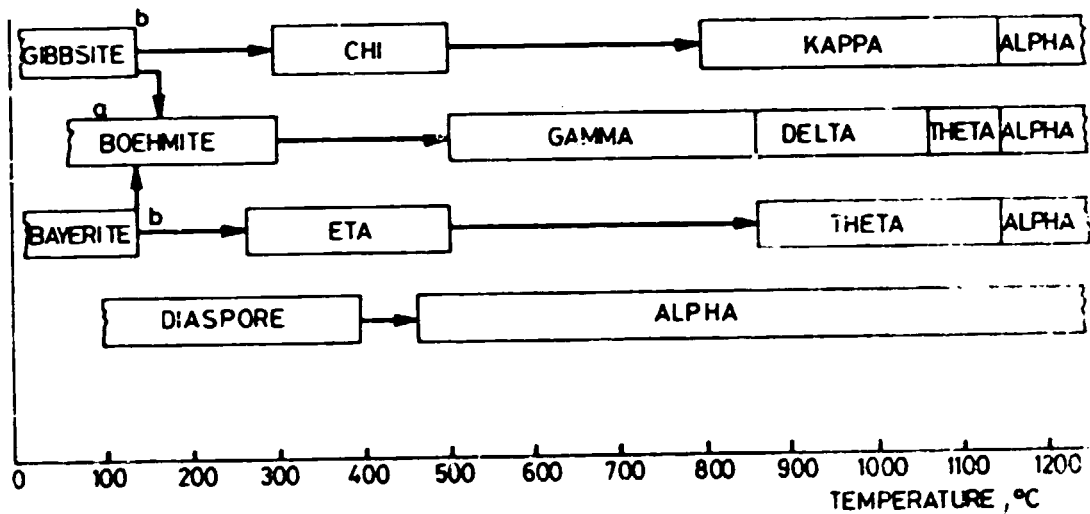 b
GIBBSITE CHI KAPPA ALPHA
a
BOEHMITE GAMMA DELTA THETA ALPHA
b
BAYERITE ETA THETA ALPHA
DIASPORE ALPHA
0 100 200 300 400 500 600 700 800 900 1000 1100 1200
TEMPERATURE , °C